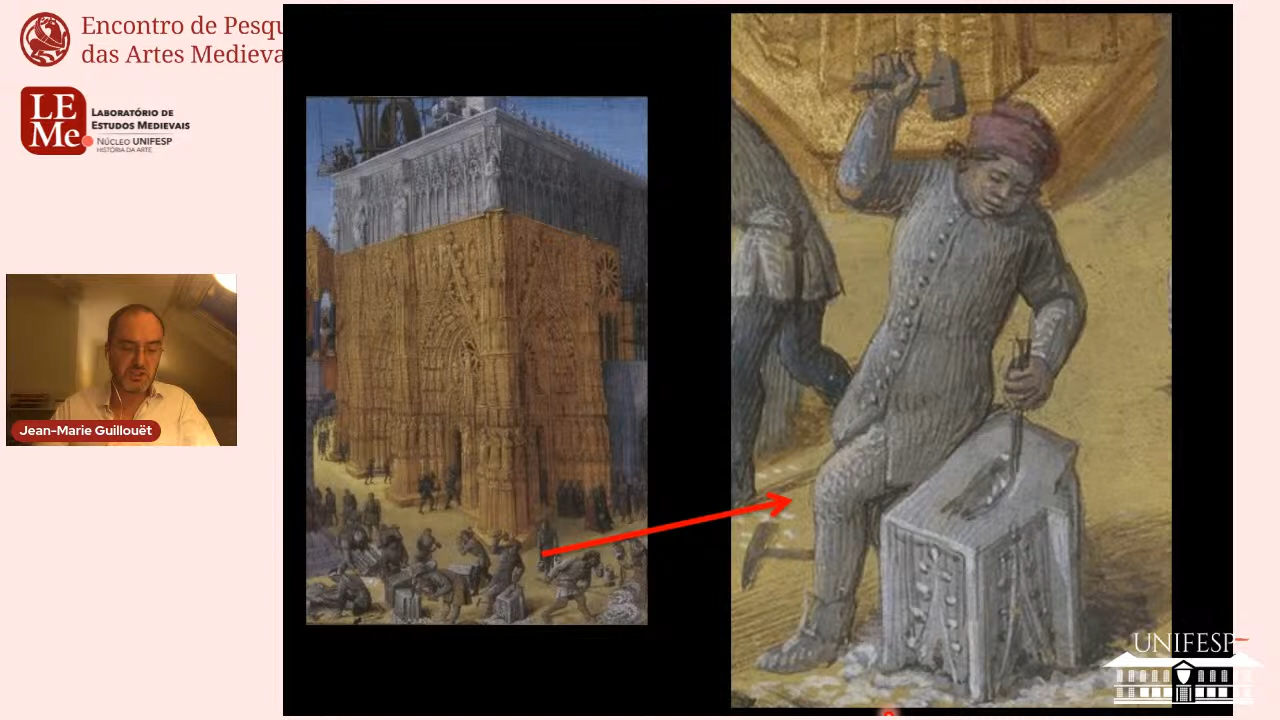 Encontro de Pesqu
das Artes Medieva
LE
Me
LABORATÓRIO DE
ESTUDOS MEDIEVAIS
NÚCLEO UNIFESP
HISTÓRIA DA ARTE
Jean-Marie Guillouët
UNIFESP